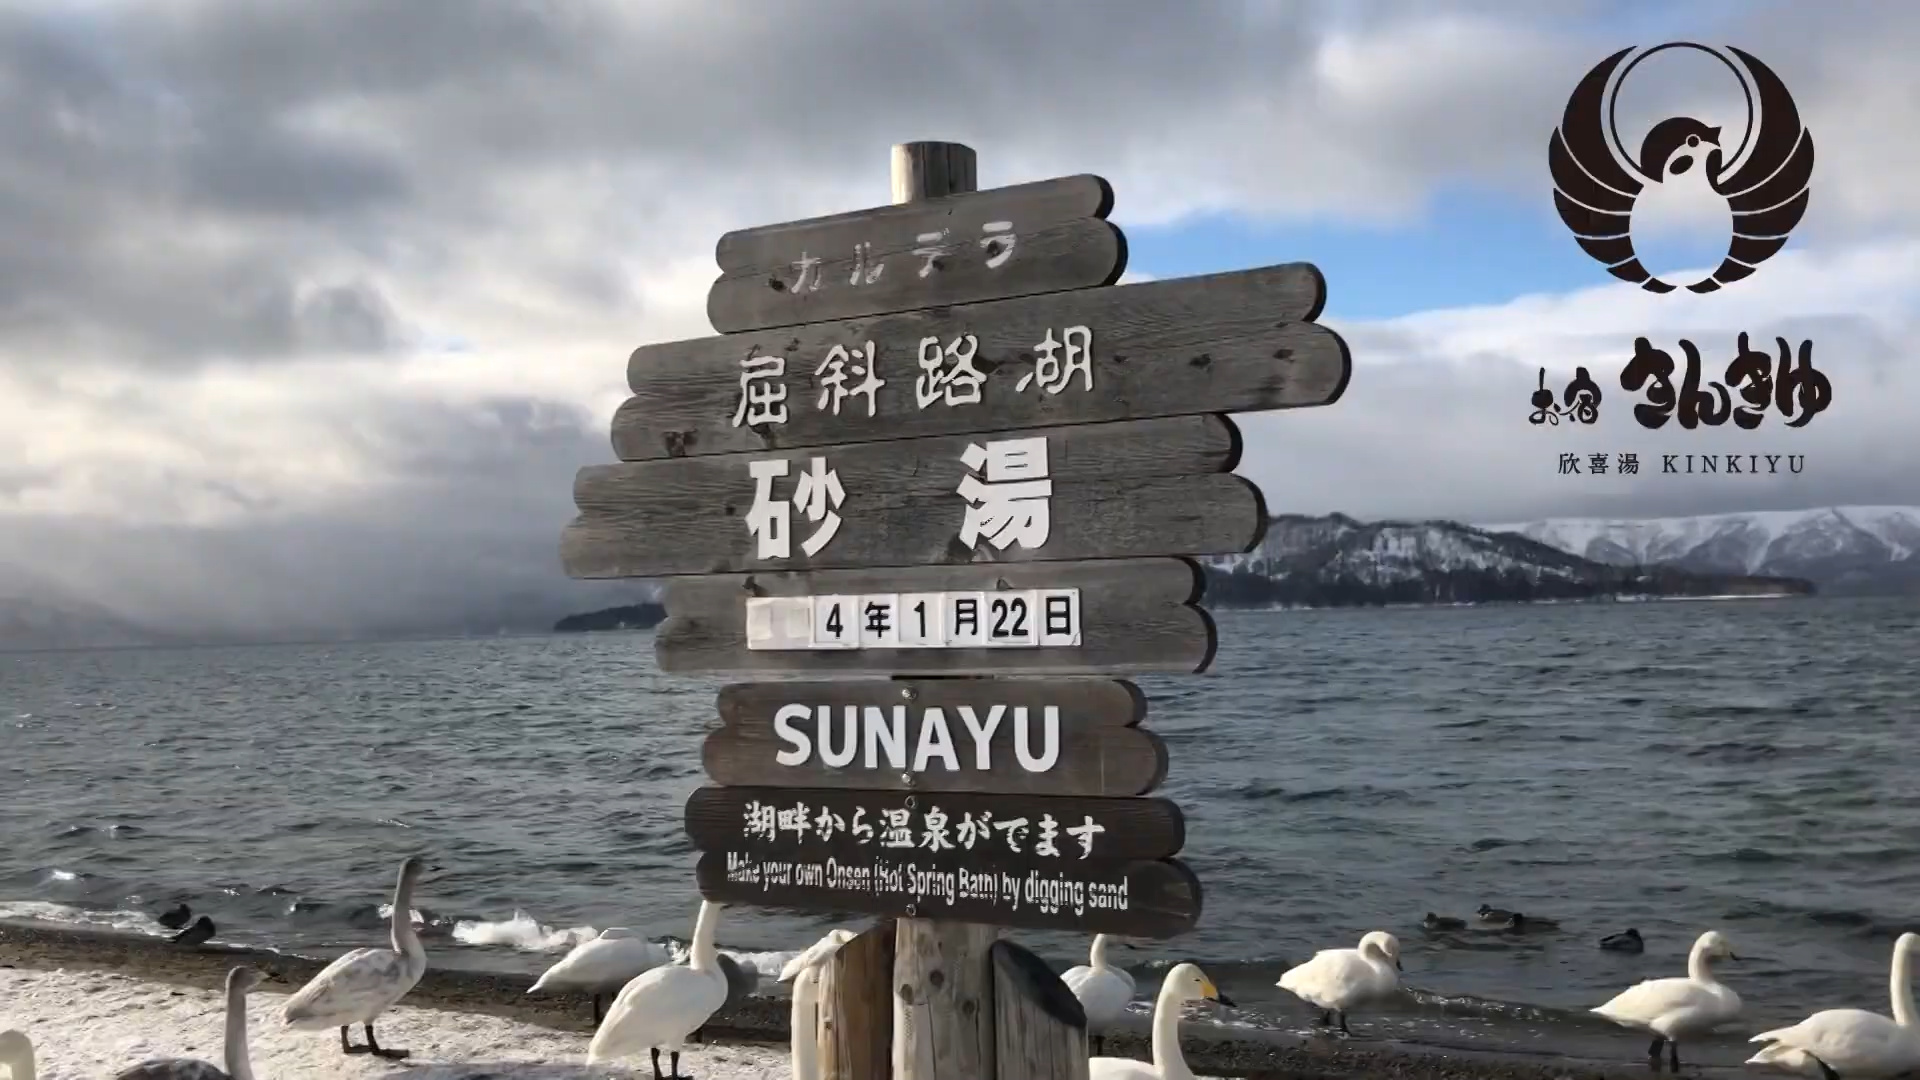 カルデラ
屈斜路湖
砂湯
4年1月22日
SUNAYU
湖畔から温泉がでます
Make your own Onsen (Hot Spring Bath) by digging sand
お宿 きんきゆ
欣喜湯 KINKIYU